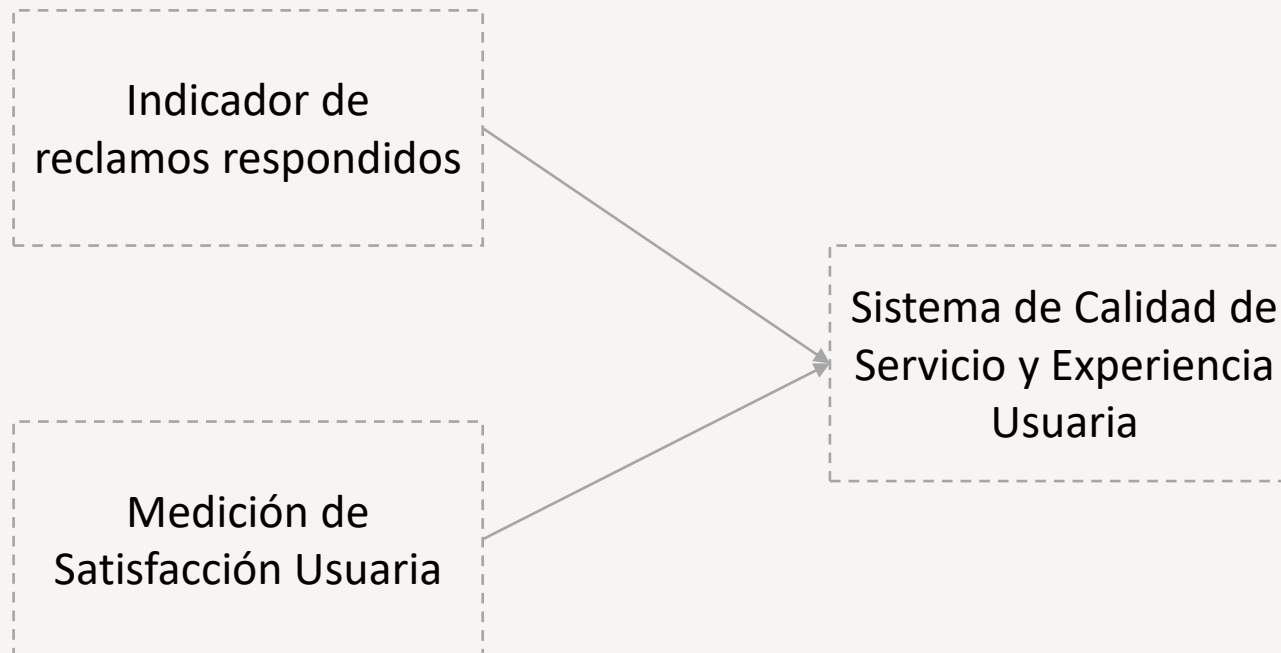 Indicador de
reclamos respondidos
Sistema de Calidad de
Servicio y Experiencia
Usuaria
Medición de
Satisfacción Usuaria